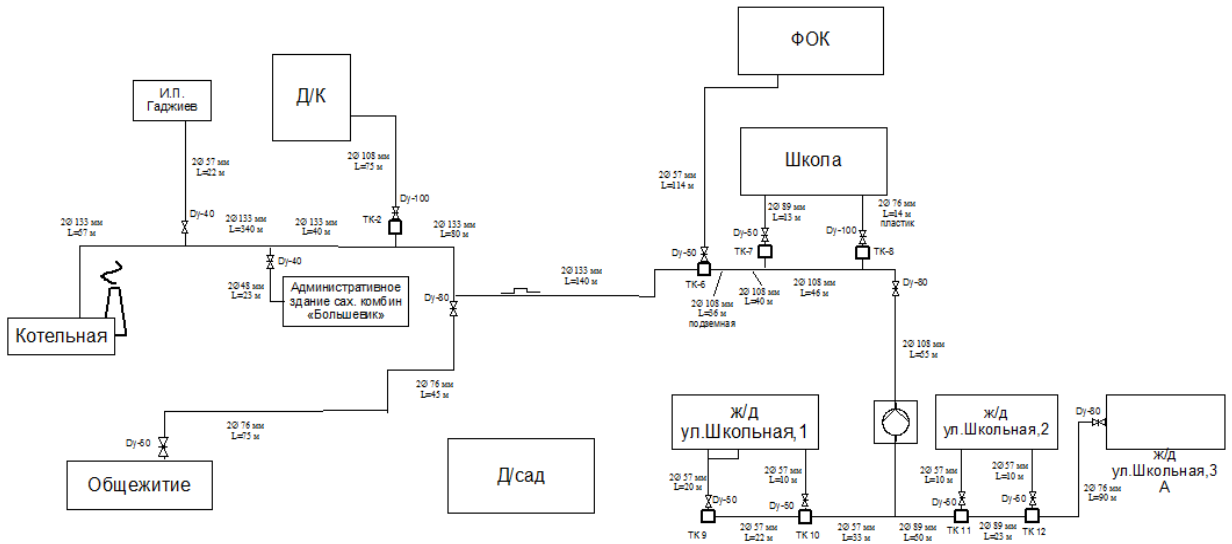 ФОК
И.П.
Гаджиев
Д/К
Школа
2Ø 57 мм
L=22 м
2Ø 108 мм
L=75 м
2Ø 57 мм
L=114 м
2Ø 89 мм
L=13 м
2Ø 76 мм
L=14 м
пластик
Dy-40
Dy-100
ТК-2
2Ø 133 мм
L=67 м
2Ø 133 мм
L=340 м
2Ø 133 мм
L=40 м
2Ø 133 мм
L=80 м
Dy-50
Dy-100
Dy-50
ТК-7
ТК-8
Dy-40
2Ø48 мм
L=23 м
Административное
здание сах. комбин
«Большевик»
Dy-80
2Ø 133 мм
L=140 м
ТК-6
2Ø 108 мм
L=36 м
подземная
2Ø 108 мм
L=40 м
2Ø 108 мм
L=46 м
Dy-80
Котельная
2Ø 108 мм
L=55 м
2Ø 76 мм
L=45 м
2Ø 76 мм
L=75 м
Dy-50
Общежитие
Д/сад
ж/д
ул.Школьная,1
ж/д
ул.Школьная,2
Dy-80
ж/д
ул.Школьная,3
А
2Ø 57 мм
L=20 м
2Ø 57 мм
L=10 м
2Ø 57 мм
L=10 м
2Ø 57 мм
L=10 м
2Ø 76 мм
L=90 м
Dy-50
Dy-50
Dy-50
Dy-50
ТК 9
2Ø 57 мм
L=22 м
ТК 10
2Ø 57 мм
L=33 м
2Ø 89 мм
L=50 м
ТК 11
2Ø 89 мм
L=23 м
ТК 12